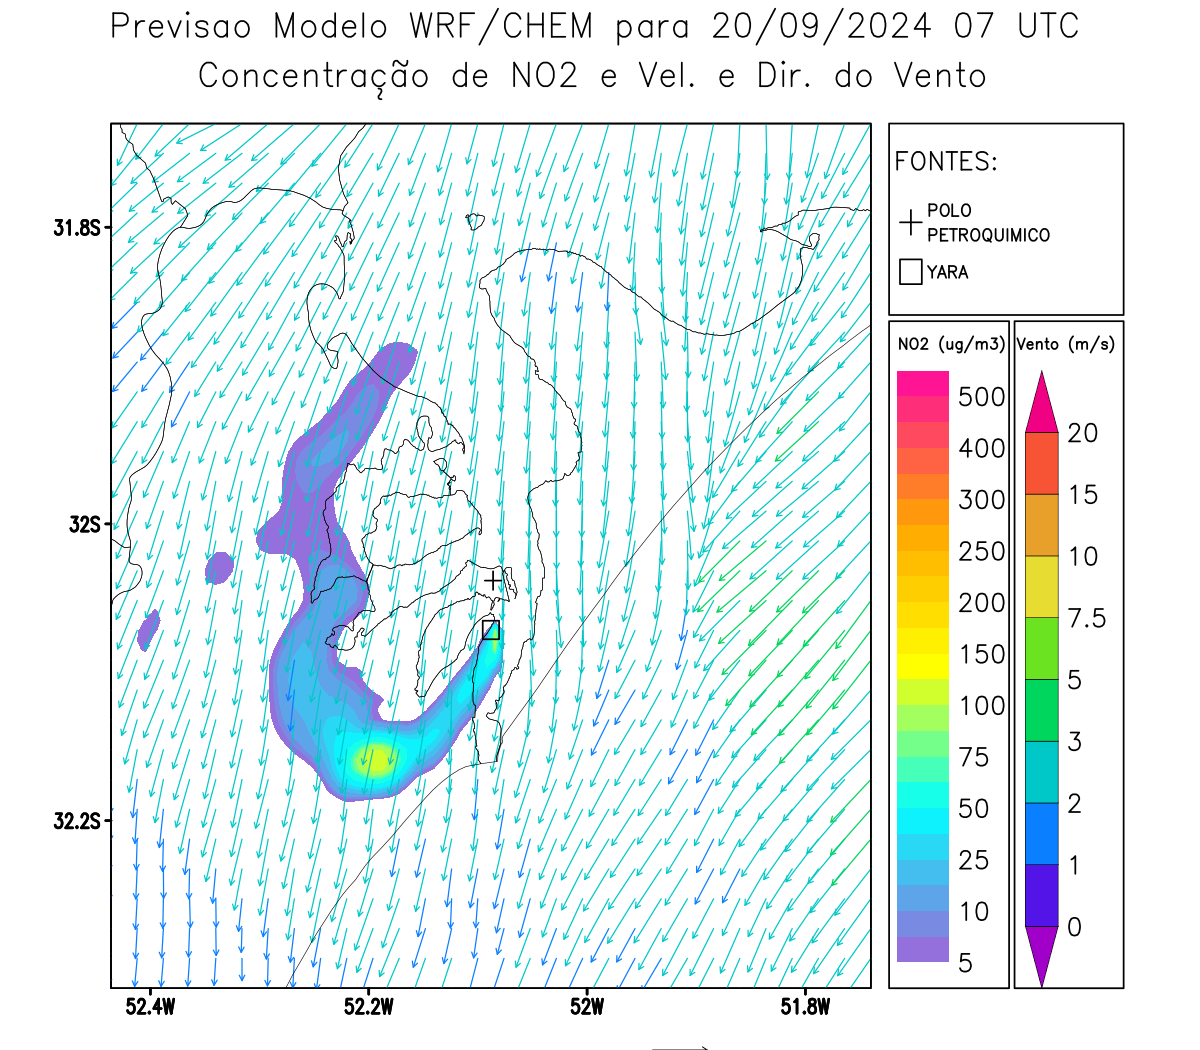 Previsao Modelo WRF/CHEM para 20/09/2024 07 UTC
Concentração de NO2 e Vel. e Dir. do Vento
FONTES:
POLO
PETROQUIMICO
YARA
NO2 (ug/m3)
500
400
300
250
200
150
100
75
50
25
10
5
Vento (m/s)
20
15
10
7.5
5
3
2
1
0
31.8S
32S
32.2S
52.4W
52.2W
52W
51.8W